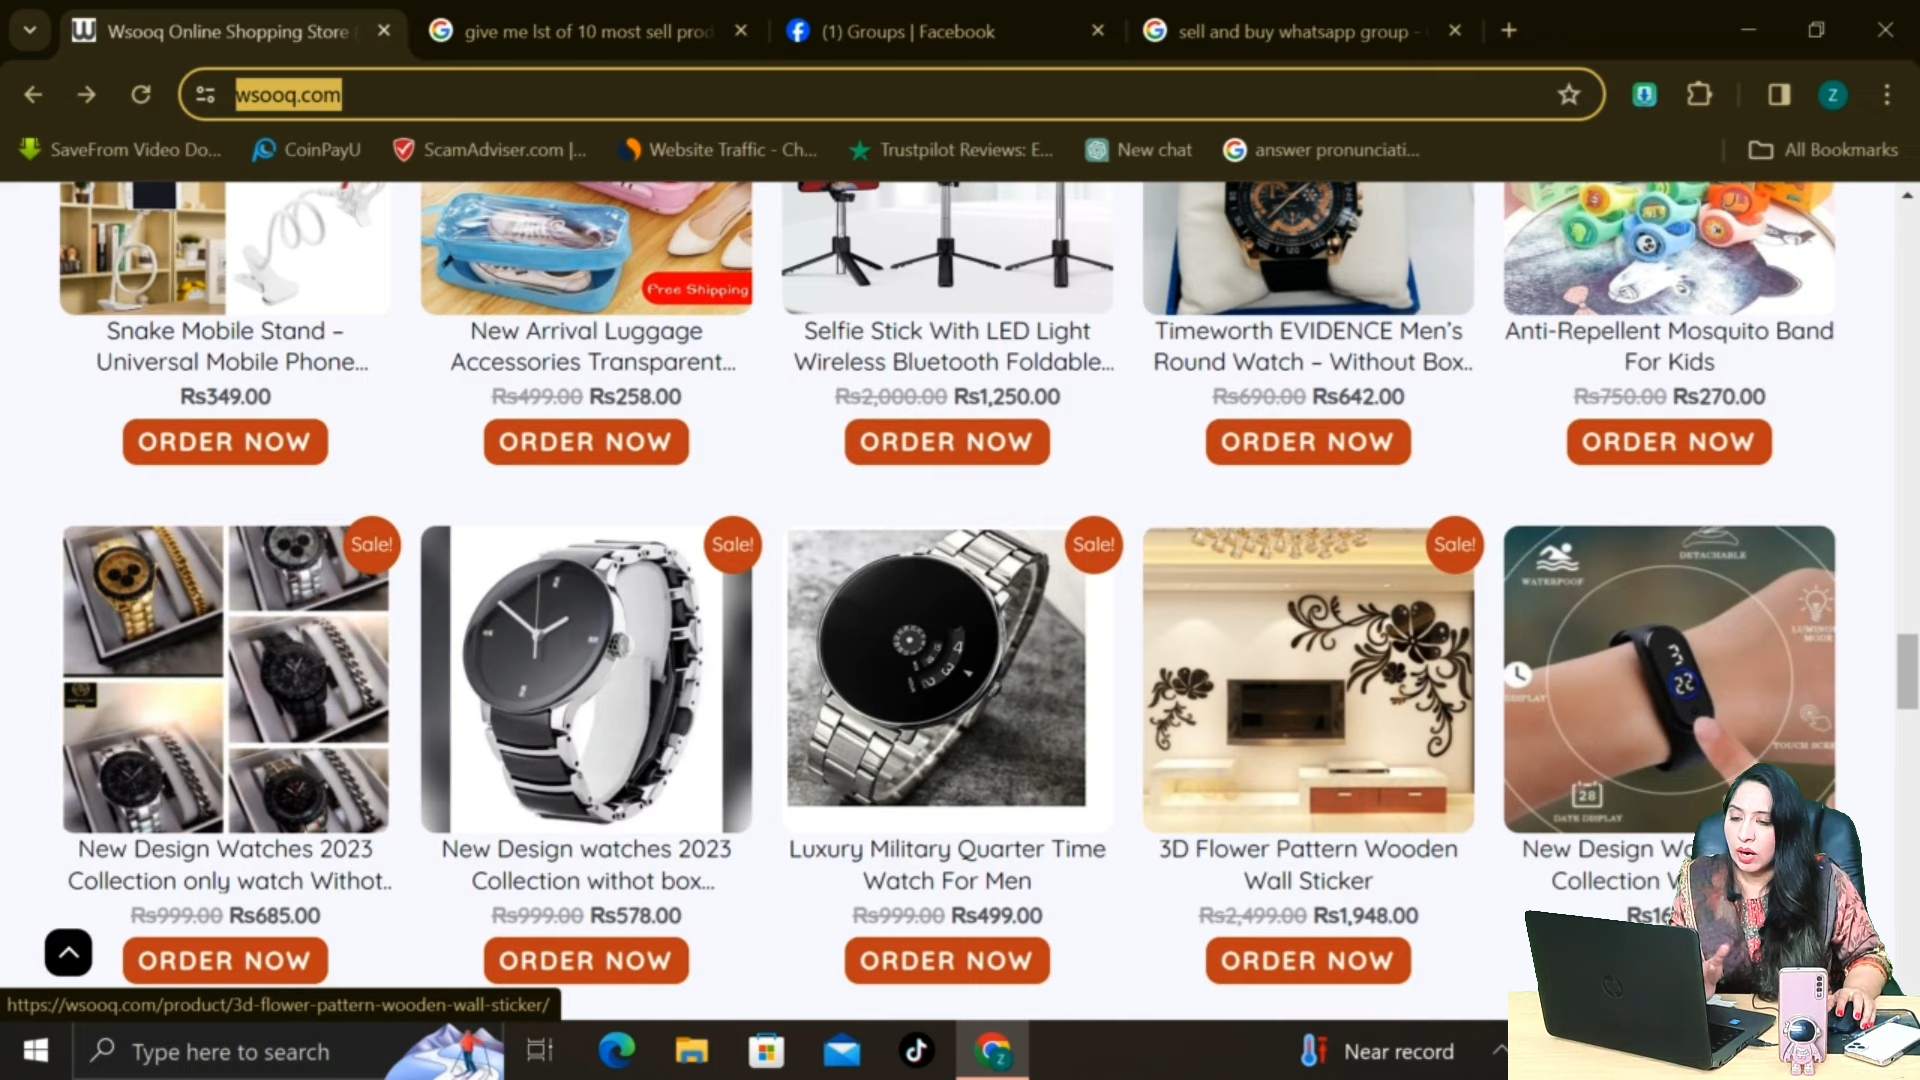 Wsooq Online Shopping Store
give me lst of 10 most sell prod
(1) Groups | Facebook
sell and buy whatsapp group -
wsooq.com
Z
SaveFrom Video Do...
CoinPayU
ScamAdviser.com |...
Website Traffic - Ch...
Trustpilot Reviews: E...
New chat
answer pronunciati...
All Bookmarks
Free Shipping
Snake Mobile Stand –
Universal Mobile Phone...
Rs349.00
ORDER NOW
New Arrival Luggage
Accessories Transparent...
Rs499.00 Rs258.00
ORDER NOW
Selfie Stick With LED Light
Wireless Bluetooth Foldable...
Rs2,000.00 Rs1,250.00
ORDER NOW
Timeworth EVIDENCE Men's
Round Watch – Without Box..
Rs690.00 Rs642.00
ORDER NOW
Anti-Repellent Mosquito Band
For Kids
Rs750.00 Rs270.00
ORDER NOW
Sale!
New Design Watches 2023
Collection only watch Withot..
Rs999.00 Rs685.00
ORDER NOW
Sale!
New Design watches 2023
Collection withot box...
Rs999.00 Rs578.00
ORDER NOW
Sale!
Luxury Military Quarter Time
Watch For Men
Rs999.00 Rs499.00
ORDER NOW
Sale!
3D Flower Pattern Wooden
Wall Sticker
Rs2,499.00 Rs1,948.00
ORDER NOW
DETACHABLE
WATERPROOF
DISPLAY
28
DATE DISPLAY
3
22
New Design
Collection
https://wsooq.com/product/3d-flower-pattern-wooden-wall-sticker/
Type here to search
Near record